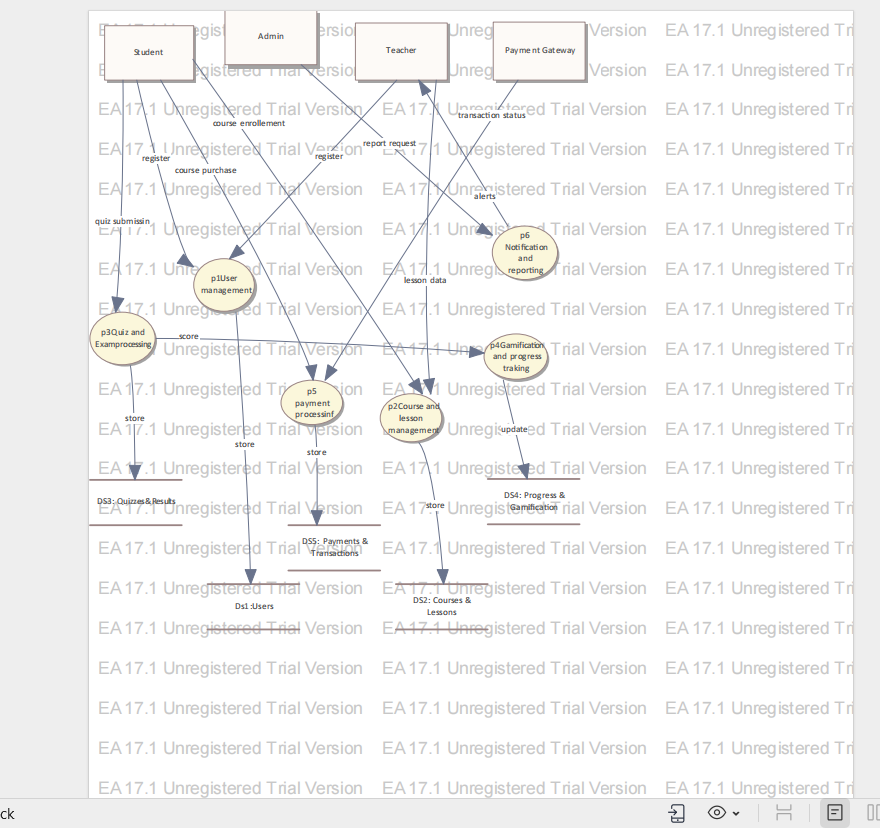 Student
Admin
Teacher
Payment Gateway
course enrollement
transaction status
register
course purchase
register
report request
alerts
quiz submissin
p6
Notification
and
reporting
p1User
management
lesson data
p3Quiz and
Examprocessing
score
p4Gamification
and progress
traking
p5
payment
processinf
p2Course and
lesson
management
store
store
store
update
store
DS3: Quizzes&Results
DS4: Progress &
Gamification
DS5: Payments &
Transactions
Ds1:Users
DS2: Courses &
Lessons
EA 17.1 Unregistered Trial Version
ck